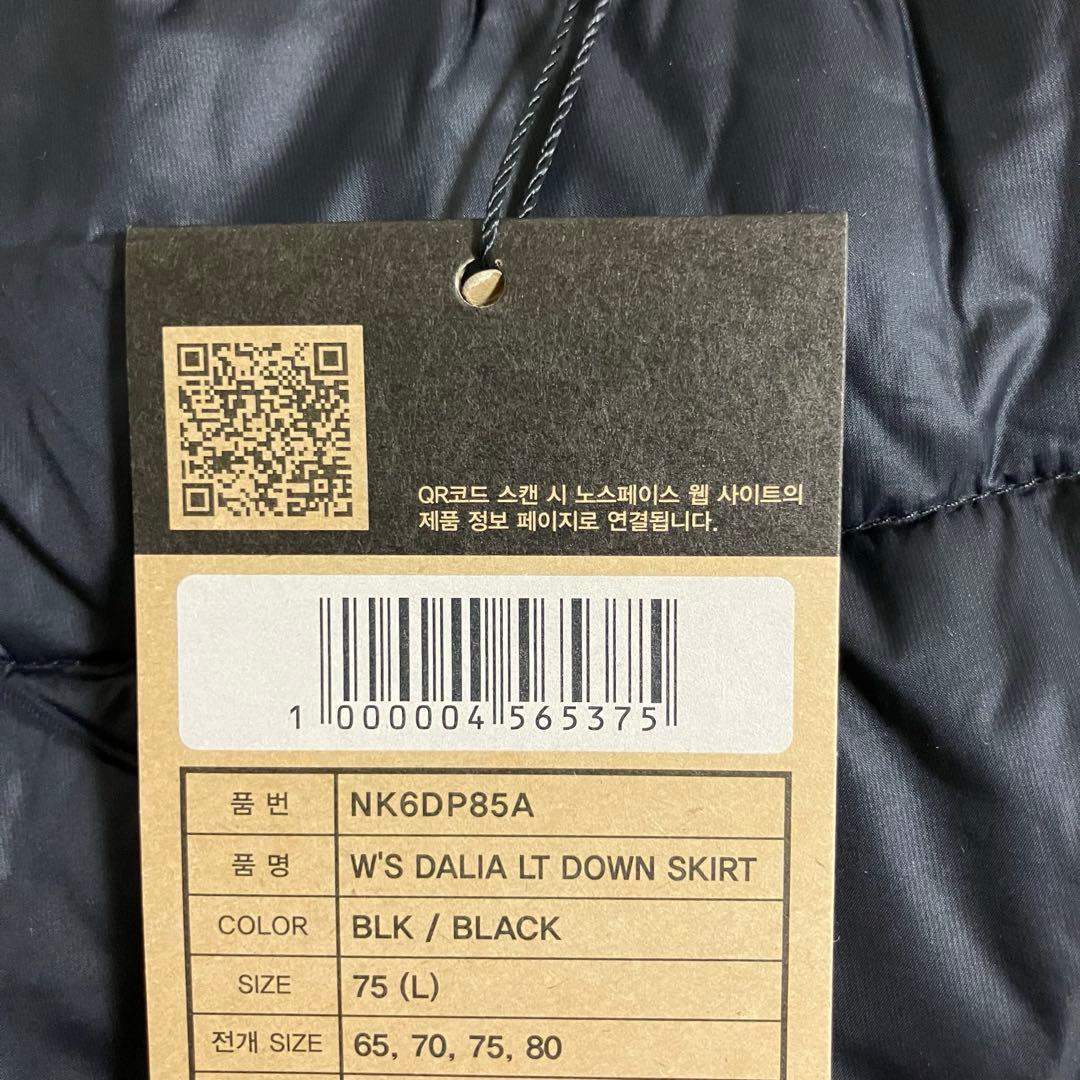 QR코드 스캔 시 노스페이스 웹 사이트의
제품 정보 페이지로 연결됩니다.
1 000004 565375
품 번 NK6DP85A
품 명 W'S DALIA LT DOWN SKIRT
COLOR BLK / BLACK
SIZE 75 (L)
전개 SIZE 65, 70, 75, 80